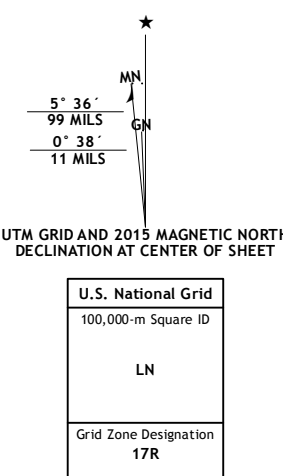 ★
MN
5° 36´
99 MILS
GN
0° 38´
11 MILS
UTM GRID AND 2015 MAGNETIC NORTH
DECLINATION AT CENTER OF SHEET
U.S. National Grid
100,000-m Square ID
LN
Grid Zone Designation
17R